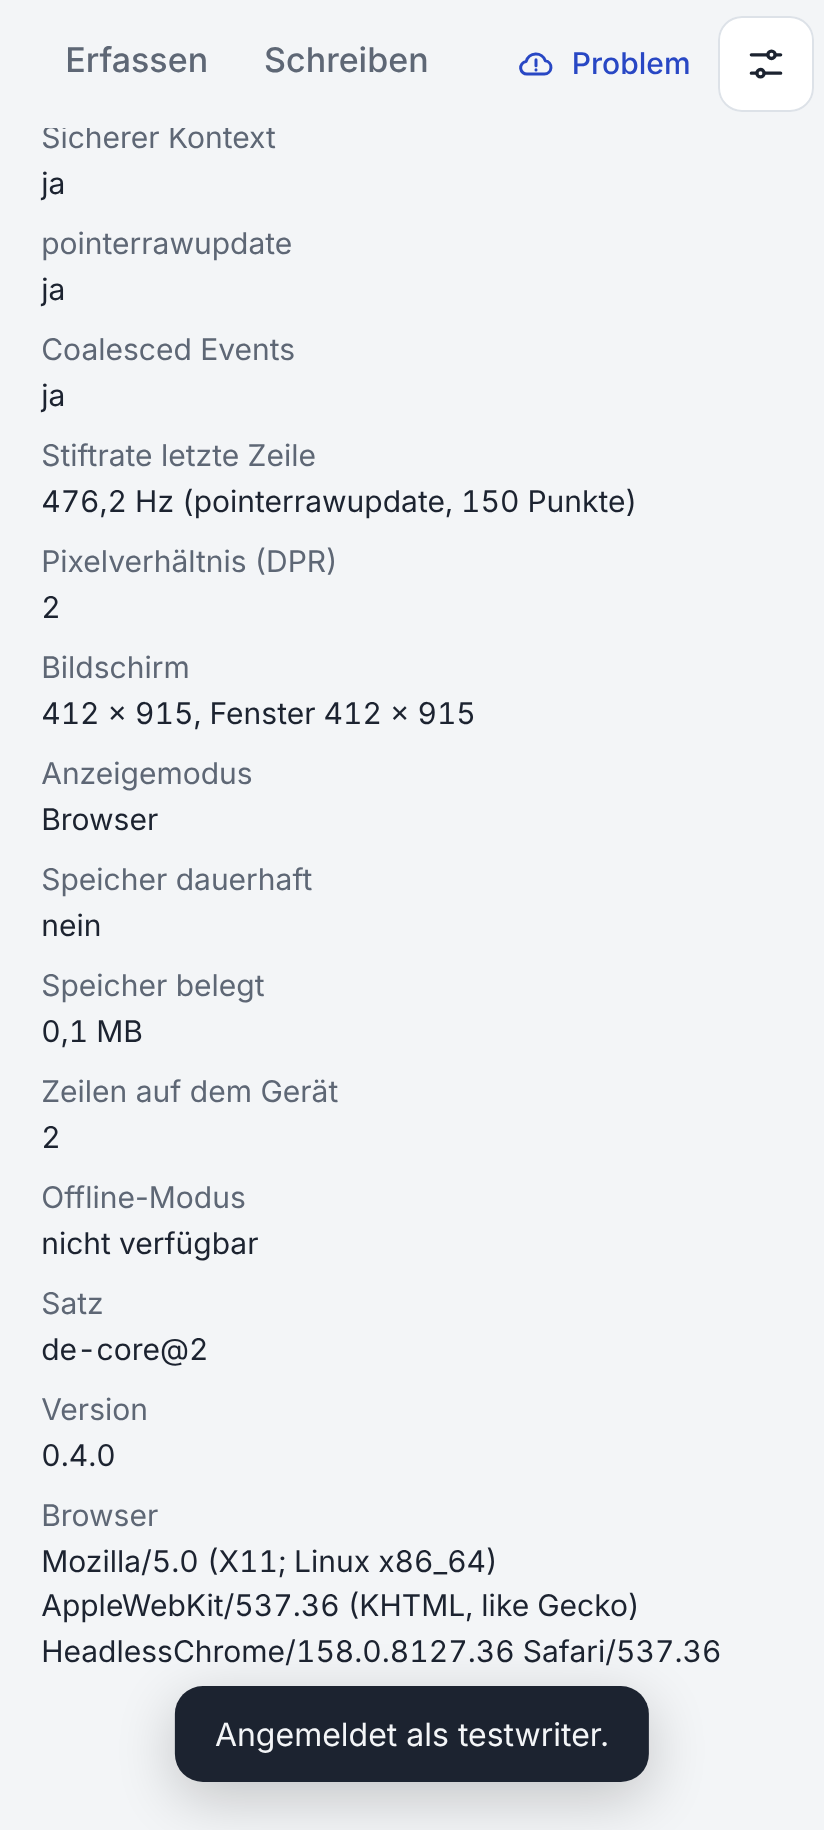 Erfassen Schreiben Problem
Sicherer Kontext
ja
pointerrawupdate
ja
Coalesced Events
ja
Stiftrate letzte Zeile
476,2 Hz (pointerrawupdate, 150 Punkte)
Pixelverhältnis (DPR)
2
Bildschirm
412 × 915, Fenster 412 × 915
Anzeigemodus
Browser
Speicher dauerhaft
nein
Speicher belegt
0,1 MB
Zeilen auf dem Gerät
2
Offline-Modus
nicht verfügbar
Satz
de-core@2
Version
0.4.0
Browser
Mozilla/5.0 (X11; Linux x86_64)
AppleWebKit/537.36 (KHTML, like Gecko)
HeadlessChrome/158.0.8127.36 Safari/537.36
Angemeldet als testwriter.